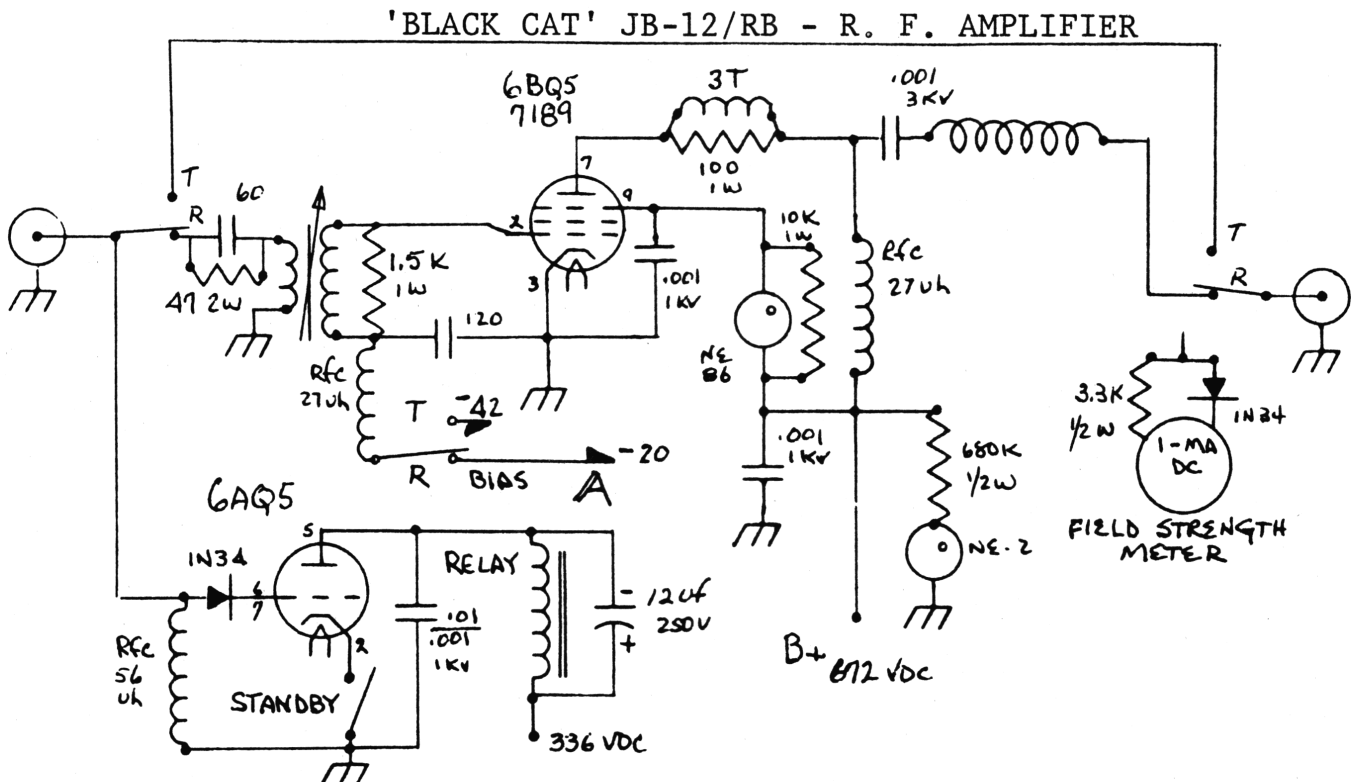 'BLACK CAT' JB-12/RB - R. F. AMPLIFIER
6BQ5
7189
3T
.001
3KV
100
1W
7
T
R
60
47 2W
2
9
3
1.5K
1W
120
.001
1KV
10K
1W
NE
86
Rfc
27uh
T
R
Rfc
27uh
T
-42
R
BIAS
A
-20
.001
1KV
680K
1/2W
NE-2
3.3K
1/2W
1N34
1-MA
DC
FIELD STRENGTH
METER
6AQ5
1N34
5
6
7
2
RELAY
.01
.001
1KV
-
12uf
250V
+
Rfc
56
uh
STANDBY
336 VDC
B+
672 VDC